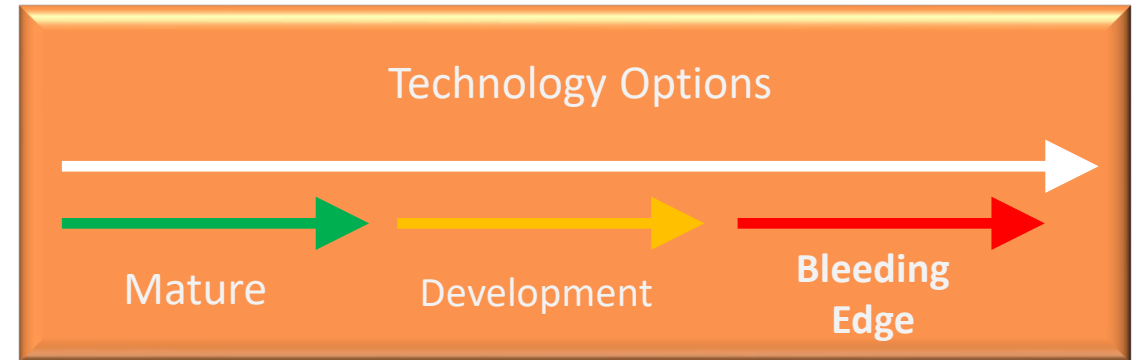 Technology Options
Mature
Development
Bleeding
Edge